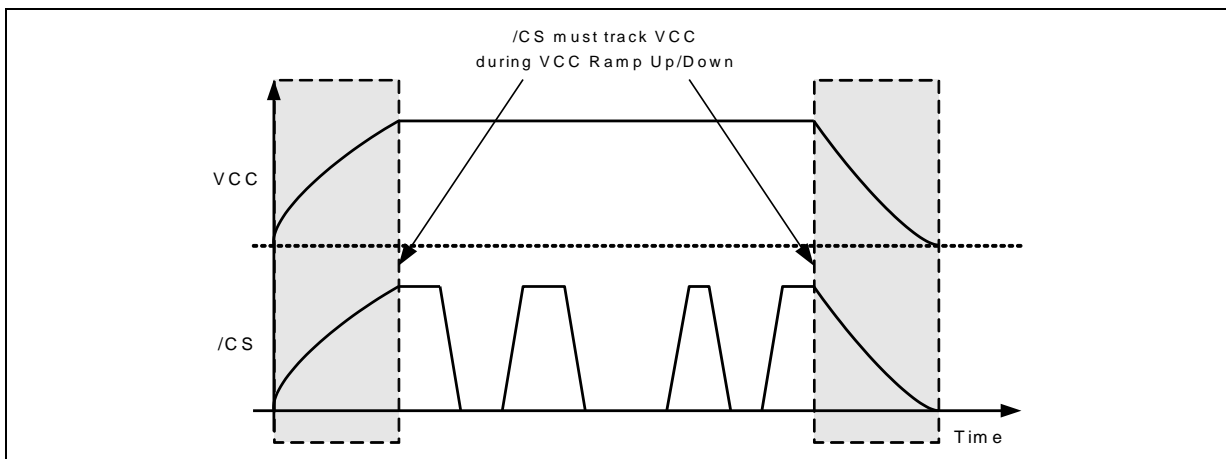 /CS must track VCC
during VCC Ramp Up/Down
VCC
/CS
Time